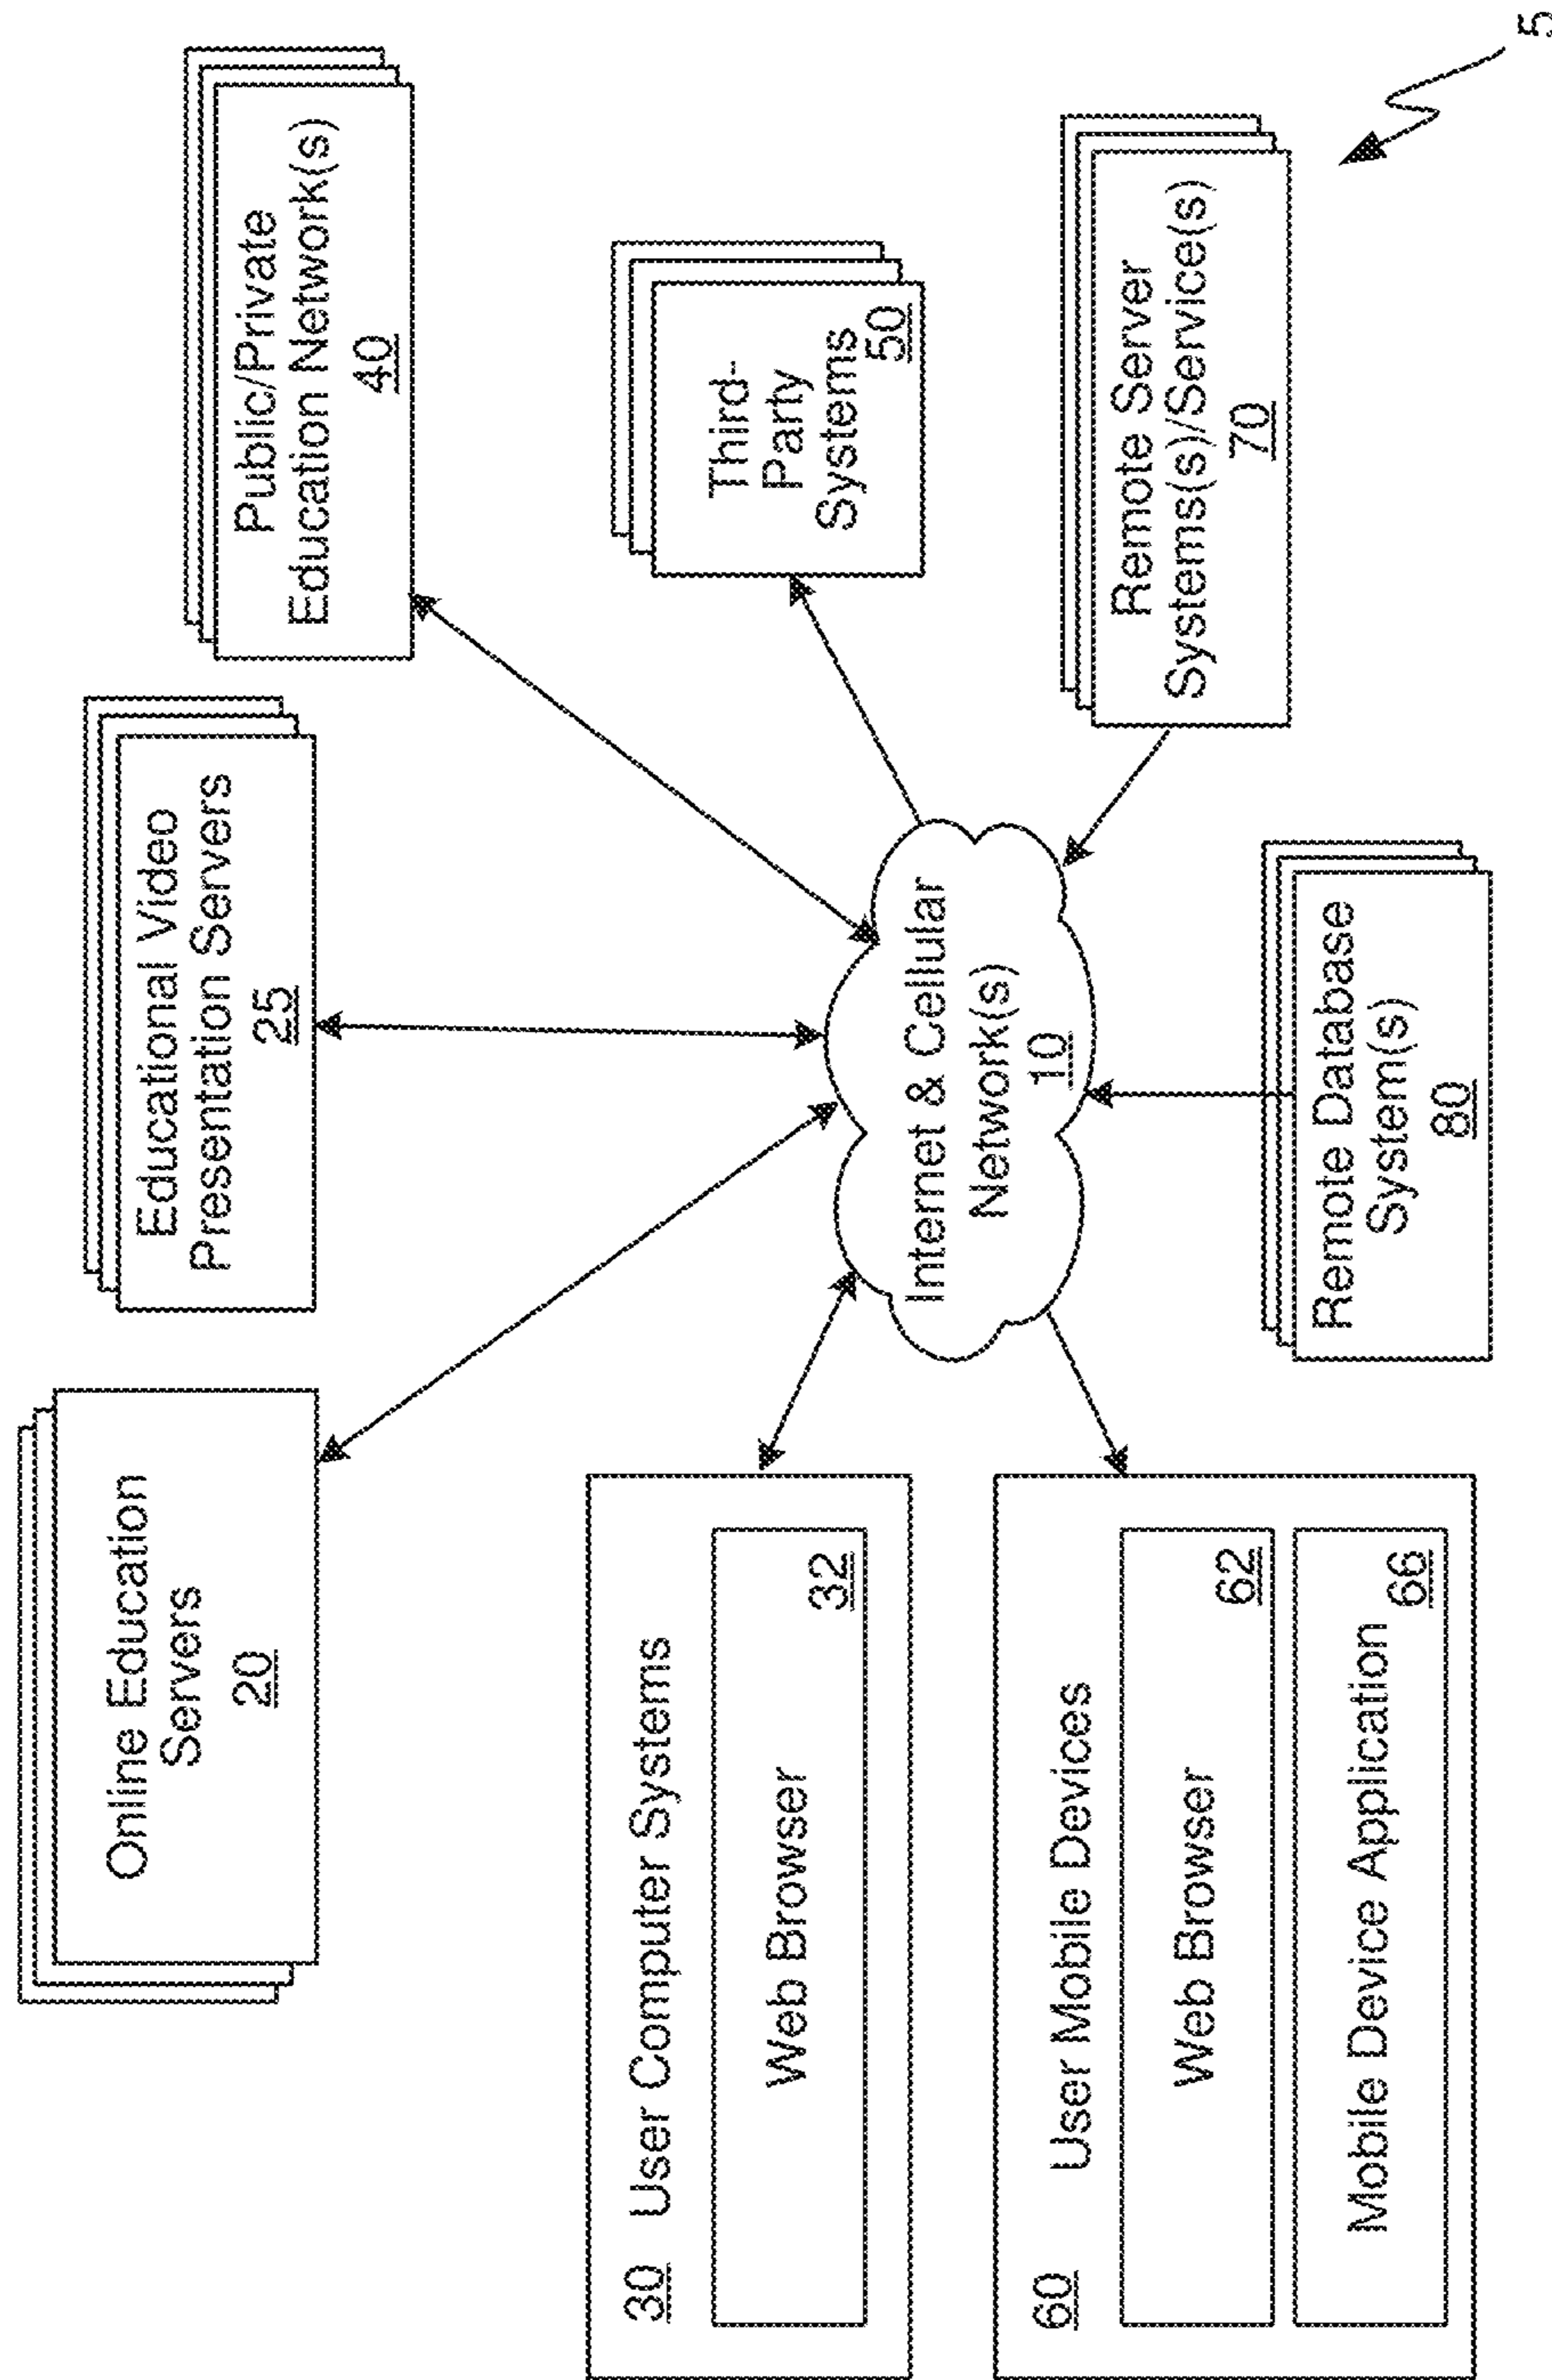 Online Education
Servers
20
Educational Video
Presentation Servers
25
Public/Private
Education Network(s)
40
30 User Computer Systems
Web Browser
32
Internet & Cellular
Network(s)
10
Third-
Party
Systems
50
60 User Mobile Devices
Web Browser
62
Mobile Device Application
66
Remote Database
System(s)
80
Remote Server
Systems(s)/Service(s)
70
5